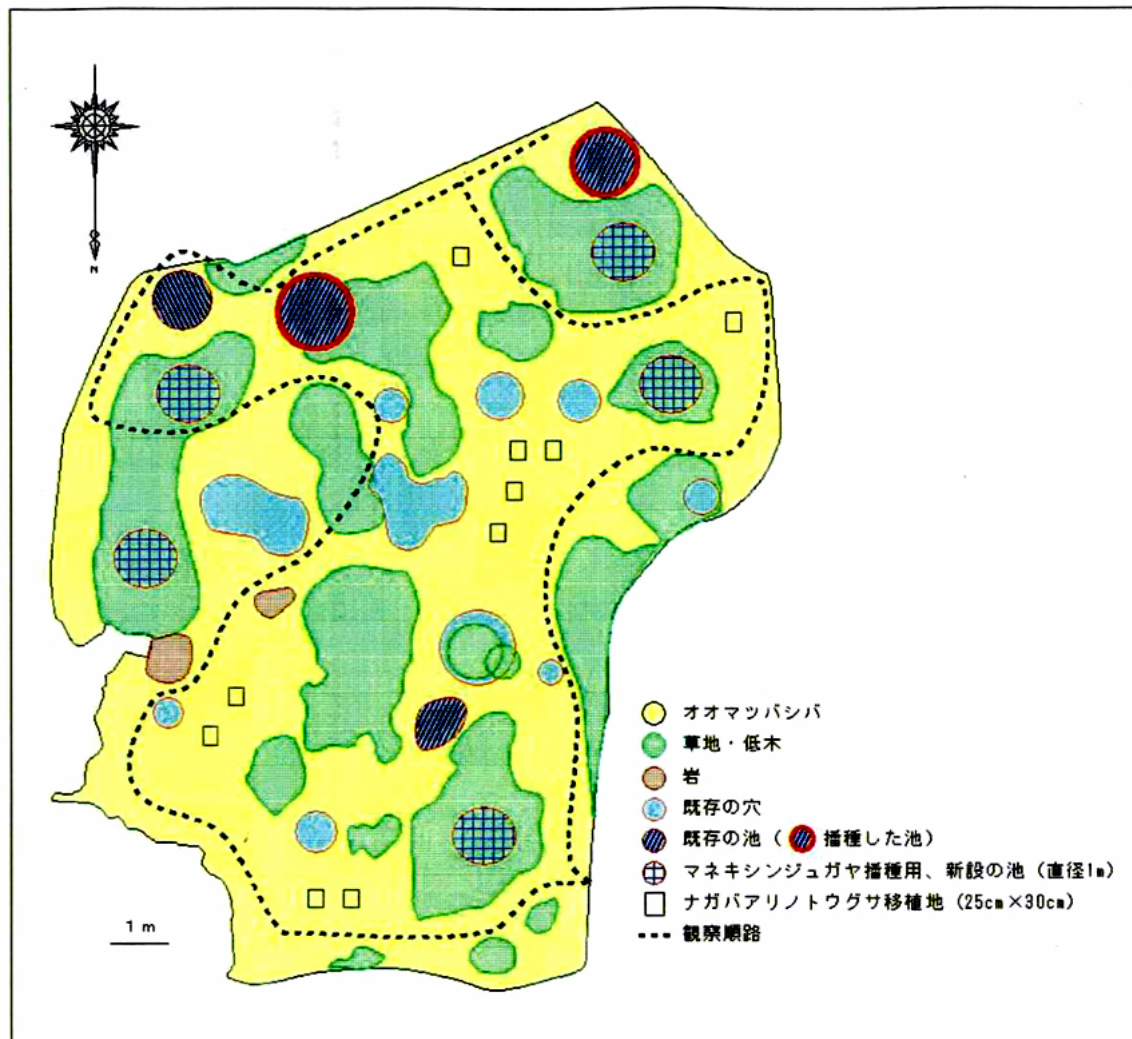 N
オオマツバシバ
草地・低木
岩
既存の穴
既存の池（ 播種した池）
マネキシンジュガヤ播種用、新設の池（直径1m）
ナガバアリノトウグサ移植地（25cm×30cm）
観察順路
1 m